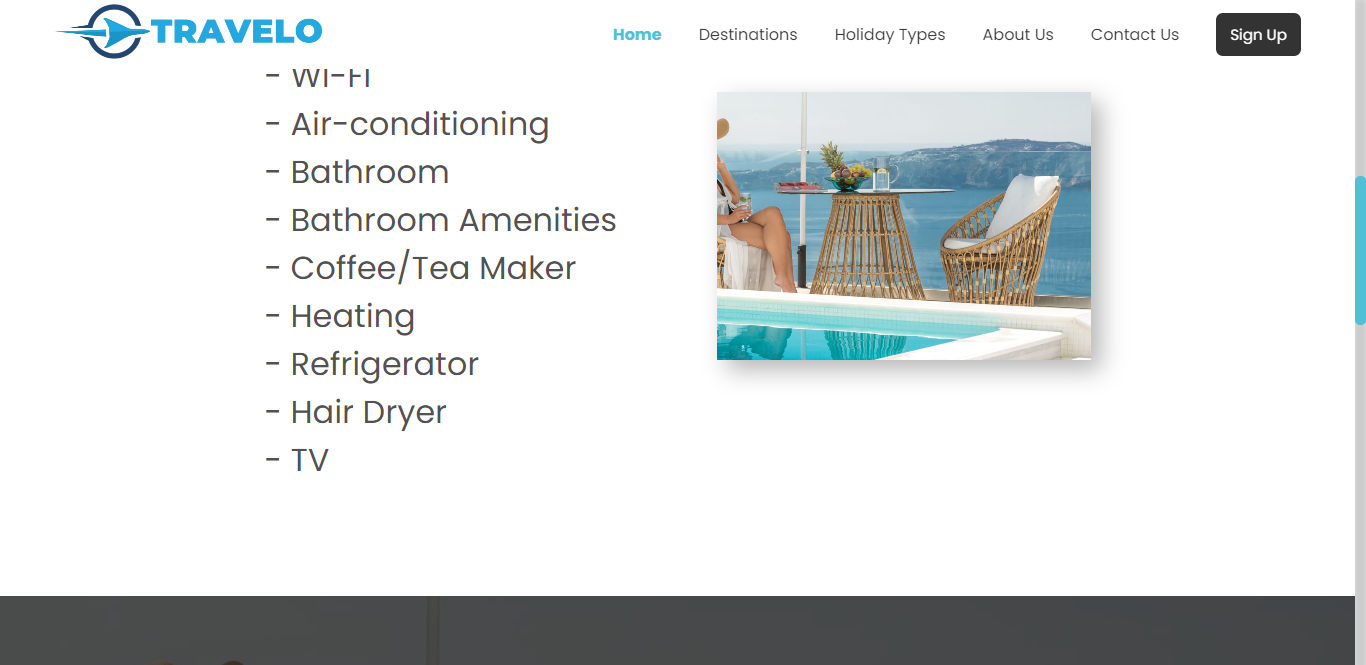 TRAVELO
Home Destinations Holiday Types About Us Contact Us Sign Up
- Wi-Fi
- Air-conditioning
- Bathroom
- Bathroom Amenities
- Coffee/Tea Maker
- Heating
- Refrigerator
- Hair Dryer
- TV